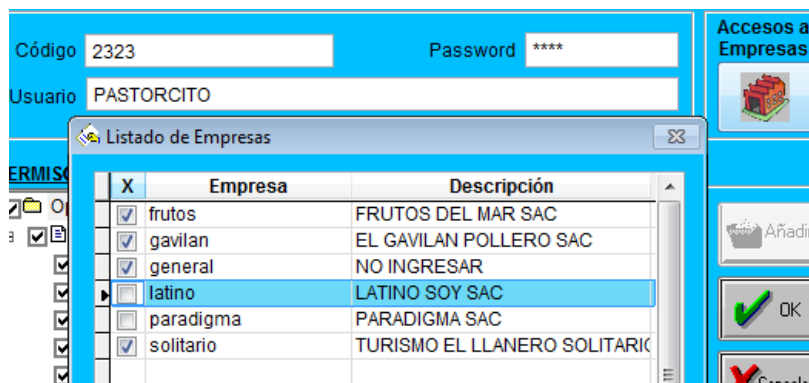 Código 2323 Password ****
Accesos a
Empresas
Usuario PASTORCITO
Listado de Empresas
X Empresa Descripción
frutos FRUTOS DEL MAR SAC
gavilan EL GAVILAN POLLERO SAC
general NO INGRESAR
latino LATINO SOY SAC
paradigma PARADIGMA SAC
solitario TURISMO EL LLANERO SOLITARIO
Añadir
OK